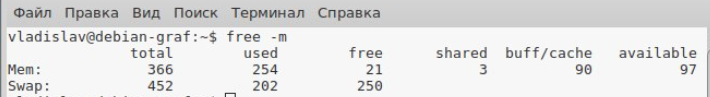 Файл Правка Вид Поиск Терминал Справка
vladislav@debian-graf:~$ free -m
total used free shared buff/cache available
Mem: 366 254 21 3 90 97
Swap: 452 202 250